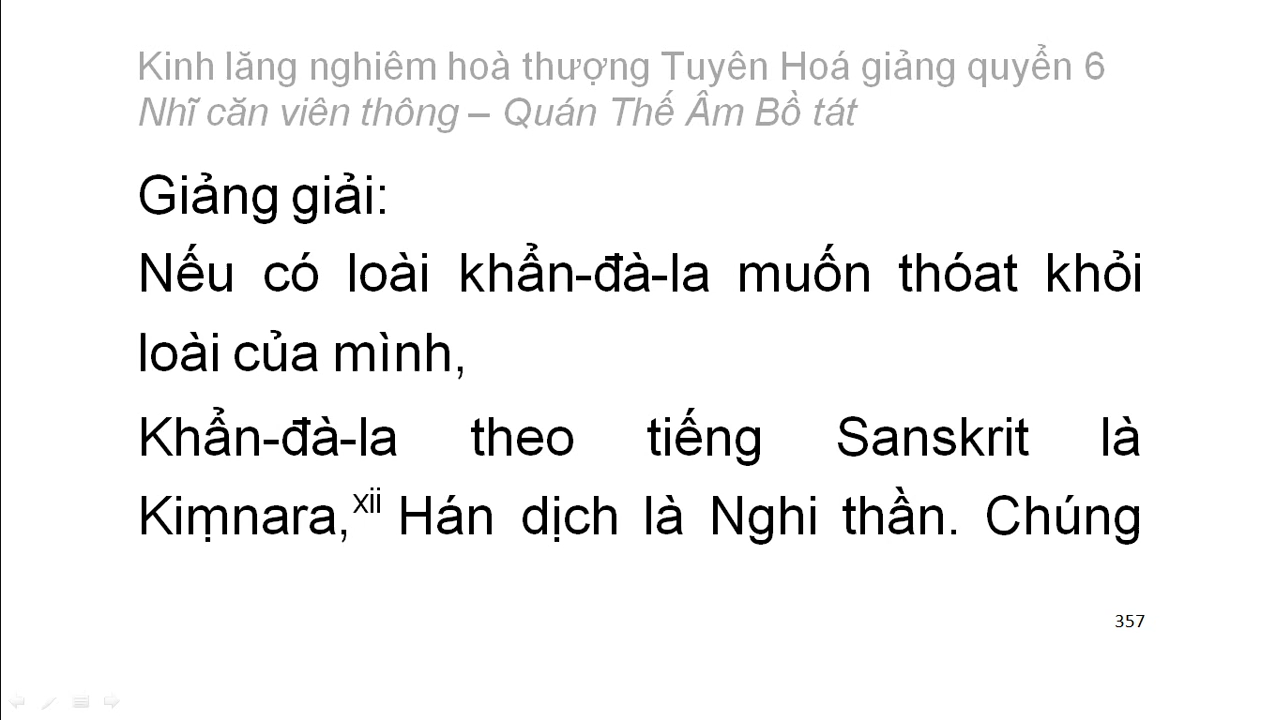 Kinh lăng nghiêm hoà thượng Tuyên Hoá giảng quyển 6
Nhĩ căn viên thông – Quán Thế Âm Bồ tát
Giảng giải:
Nếu có loài khẩn-đà-la muốn thóat khỏi
loài của mình,
Khẩn-đà-la theo tiếng Sanskrit là
Kiṃnara,xii Hán dịch là Nghi thần. Chúng
357